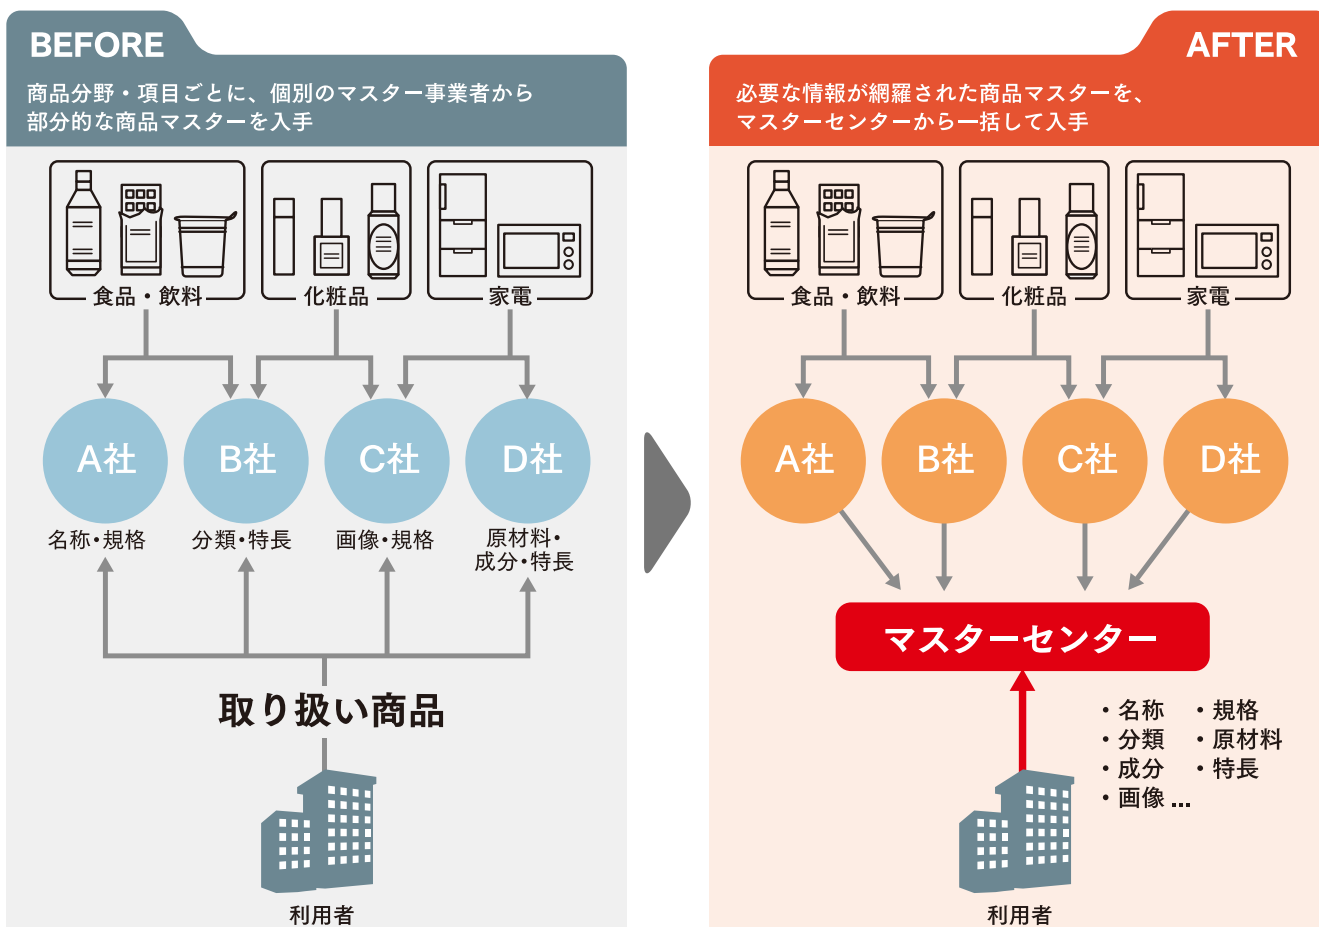 BEFORE
商品分野・項目ごとに、個別のマスター事業者から
部分的な商品マスターを入手
食品・飲料
化粧品
家電
A社
B社
C社
D社
名称・規格
分類・特長
画像・規格
原材料・
成分・特長
取り扱い商品
利用者
AFTER
必要な情報が網羅された商品マスターを、
マスターセンターから一括して入手
食品・飲料
化粧品
家電
A社
B社
C社
D社
マスターセンター
・名称 ・規格
・分類 ・原材料
・成分 ・特長
・画像 ...
利用者